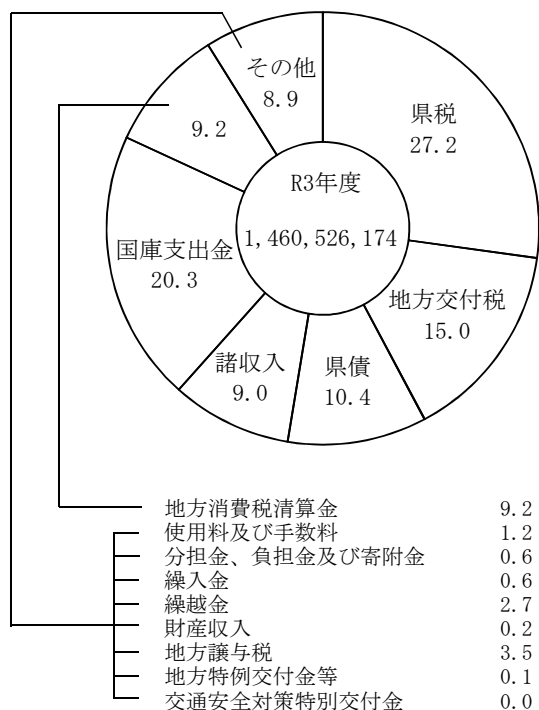 その他
8.9
県税
27.2
9.2
R3年度
1,460,526,174
国庫支出金
20.3
地方交付税
15.0
諸収入
9.0
県債
10.4
地方消費税清算金 9.2
使用料及び手数料 1.2
分担金、負担金及び寄附金 0.6
繰入金 0.6
繰越金 2.7
財産収入 0.2
地方譲与税 3.5
地方特例交付金等 0.1
交通安全対策特別交付金 0.0